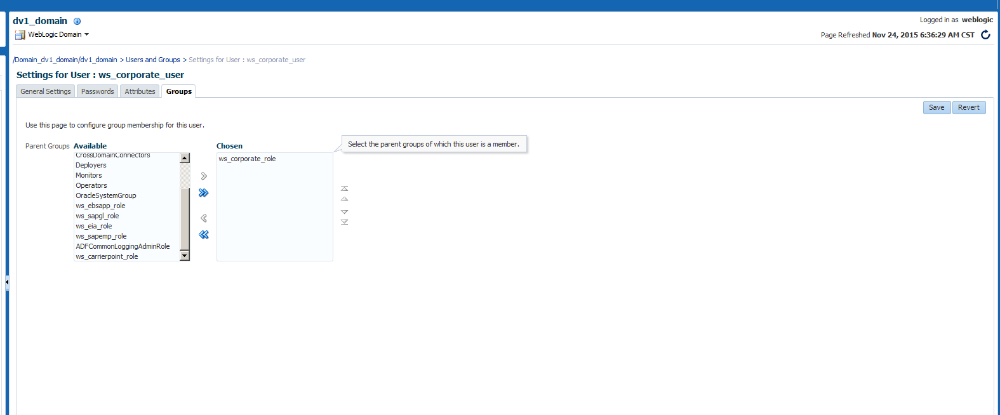 dv1_domain
Logged in as weblogic
WebLogic Domain
Page Refreshed Nov 24, 2015 6:36:29 AM CST
/Domain_dv1_domain/dv1_domain > Users and Groups > Settings for User : ws_corporate_user
Settings for User : ws_corporate_user
General Settings Passwords Attributes Groups
Save Revert
Use this page to configure group membership for this user.
Parent Groups Available Chosen
Select the parent groups of which this user is a member.
CrossDomainConnectors
ws_corporate_role
Deployers
Monitors
Operators
OracleSystemGroup
ws_ebsapp_role
ws_sapgl_role
ws_eia_role
ws_sapemp_role
ADFCommonLoggingAdminRole
ws_carrierpoint_role